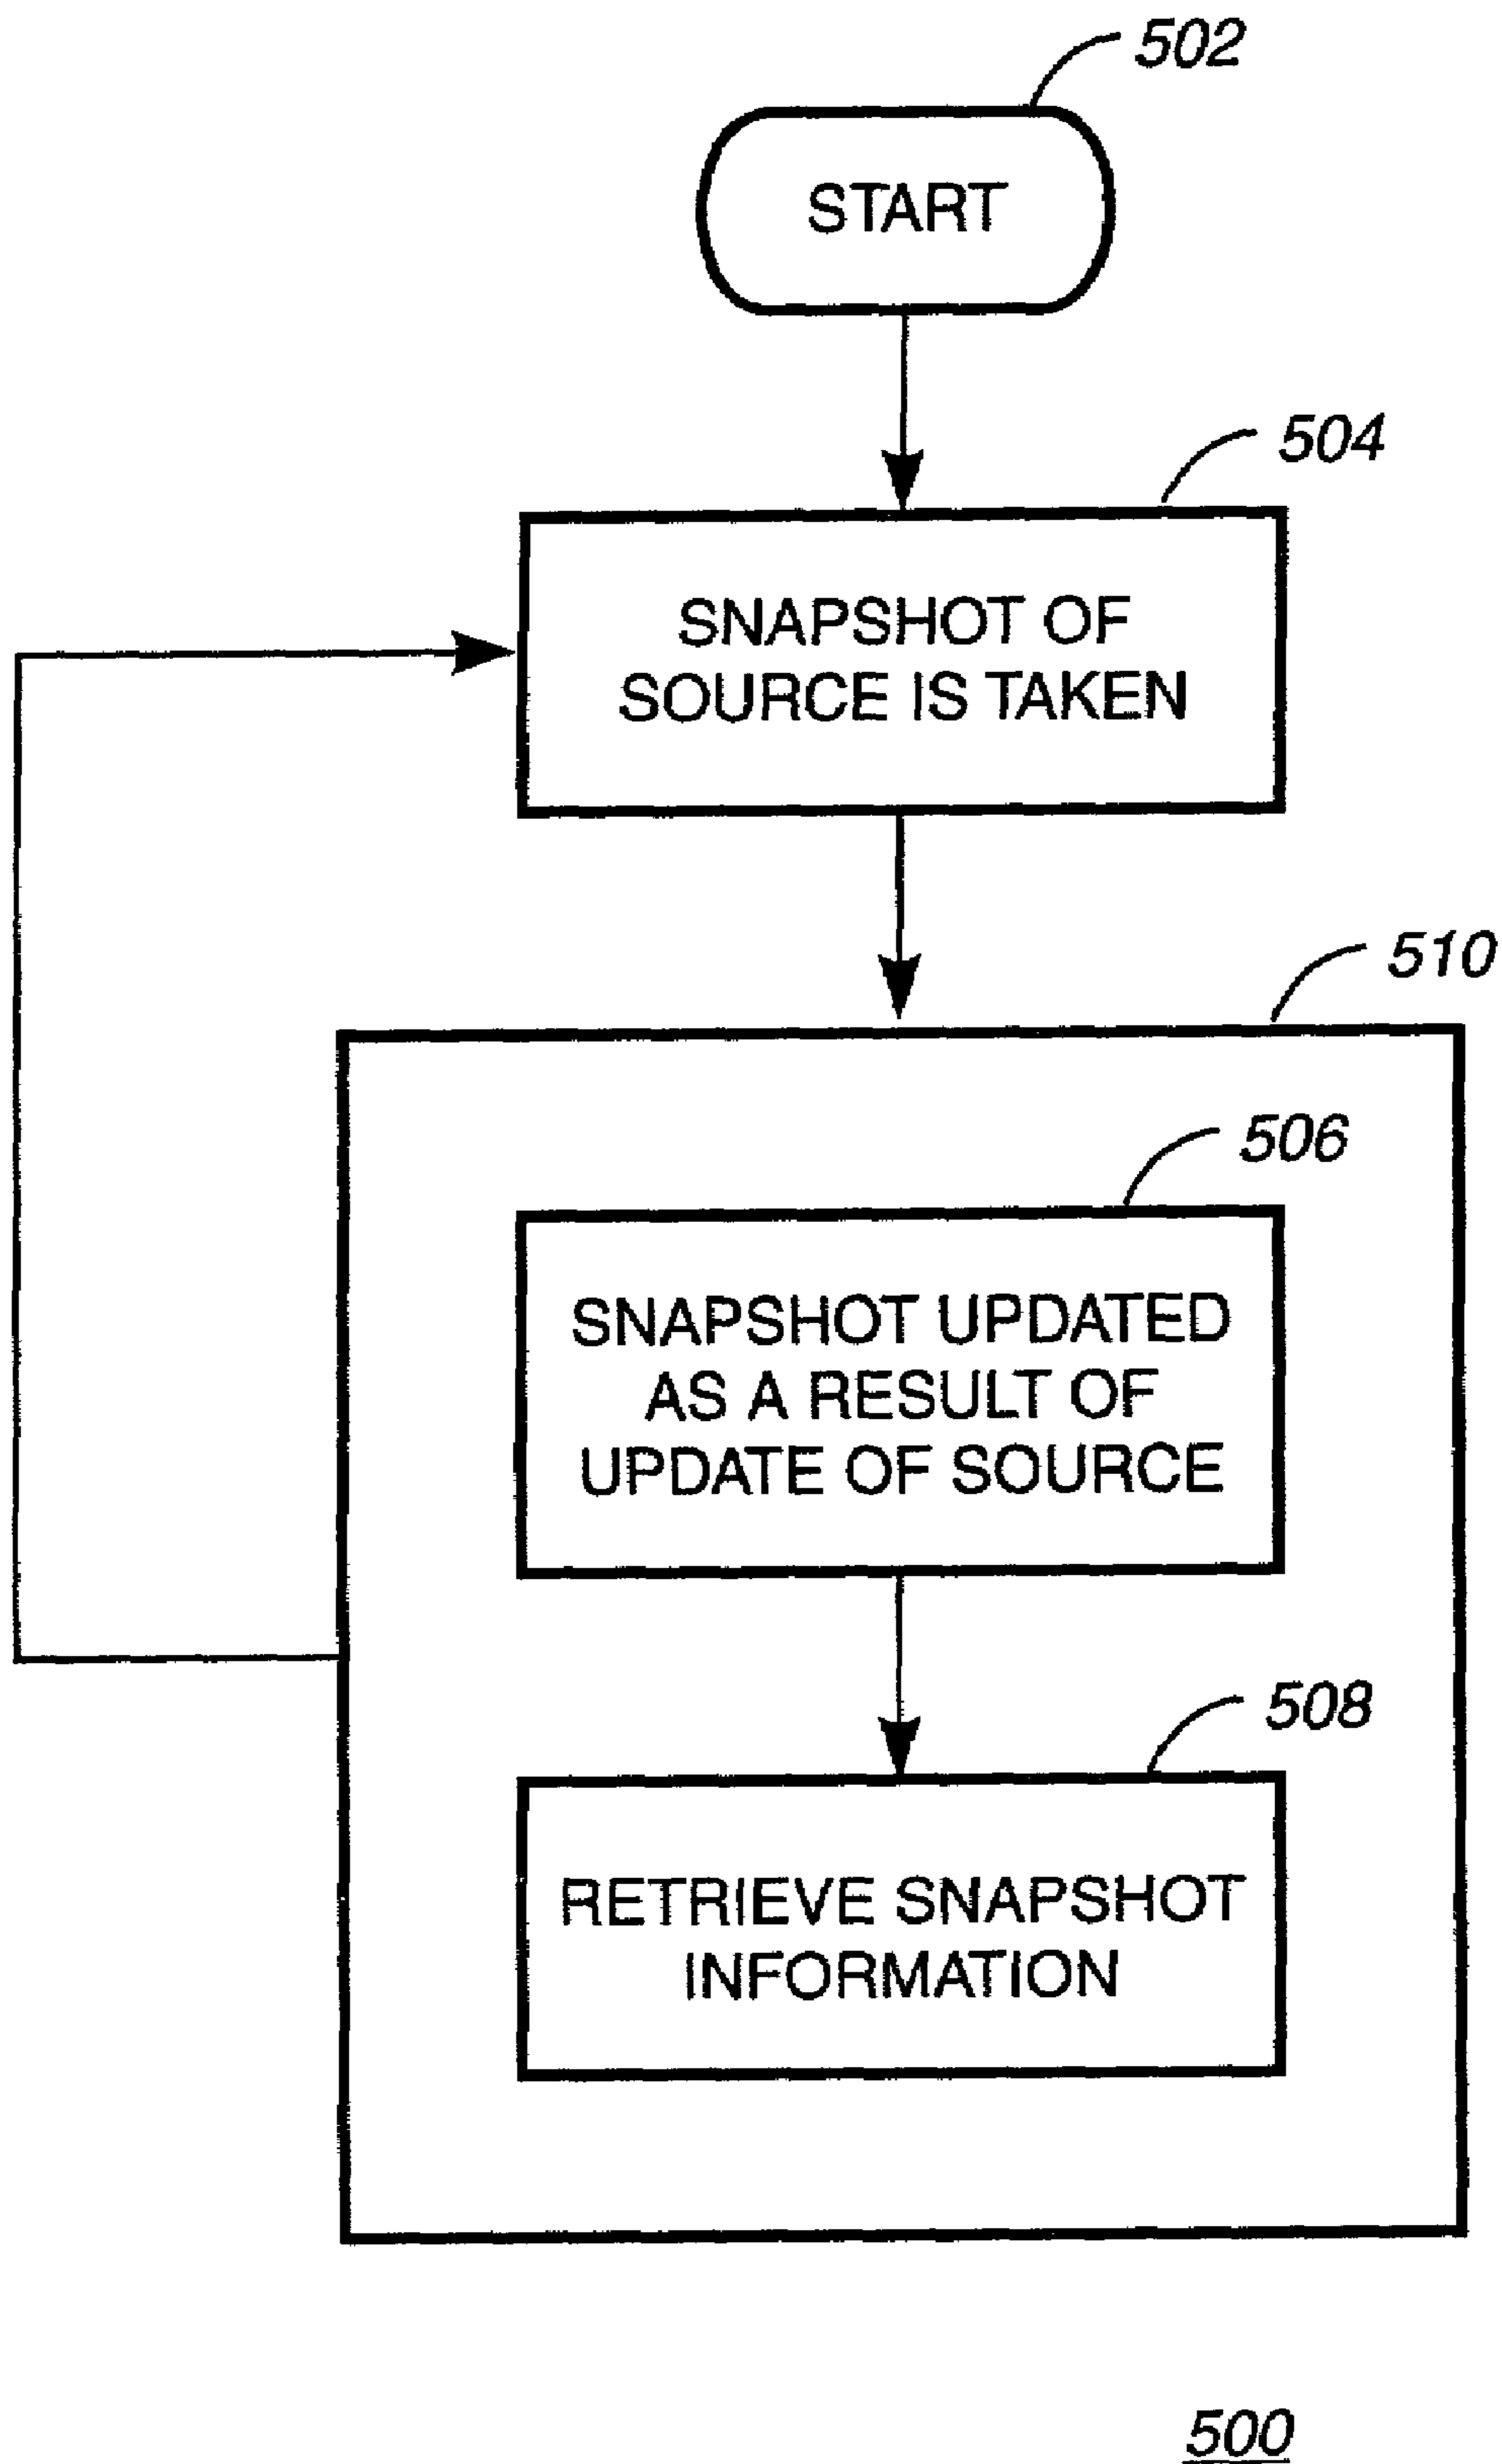 502
START
504
SNAPSHOT OF
SOURCE IS TAKEN
510
506
SNAPSHOT UPDATED
AS A RESULT OF
UPDATE OF SOURCE
508
RETRIEVE SNAPSHOT
INFORMATION
500